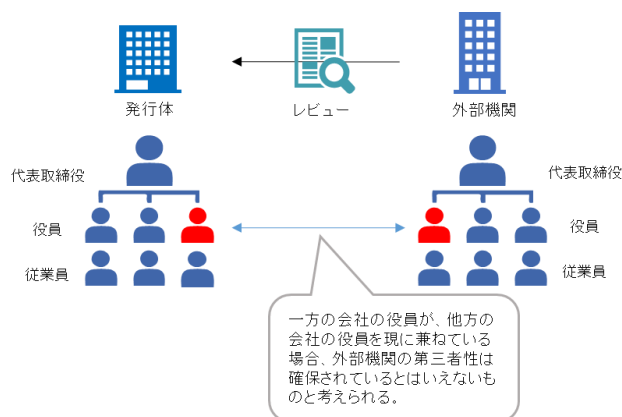 発行体
レビュー
外部機関
代表取締役
代表取締役
役員
役員
従業員
従業員
一方の会社の役員が、他方の
会社の役員を現に兼ねている
場合、外部機関の第三者性は
確保されているとはいえないも
のと考えられる。